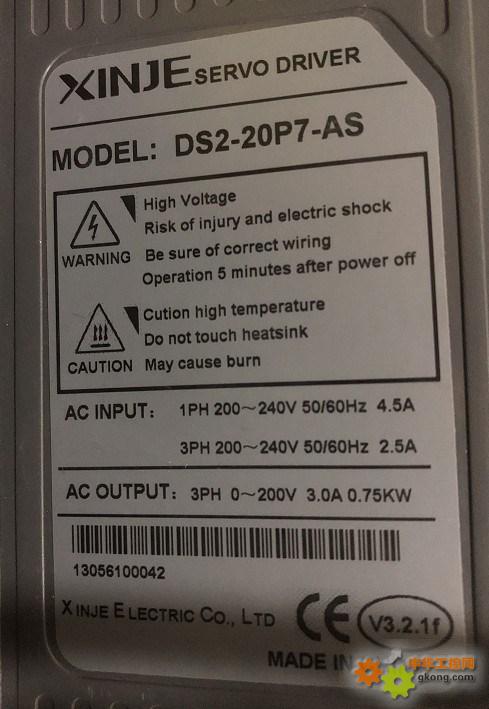 XINJE SERVO DRIVER
MODEL: DS2-20P7-AS
High Voltage
Risk of injury and electric shock
WARNING
Be sure of correct wiring
Operation 5 minutes after power off
Cution high temperature
Do not touch heatsink
CAUTION
May cause burn
AC INPUT: 1PH 200～240V 50/60Hz 4.5A
3PH 200～240V 50/60Hz 2.5A
AC OUTPUT: 3PH 0～200V 3.0A 0.75KW
13056100042
XINJE ELECTRIC CO., LTD
CE
V3.2.1f
MADE IN
中华工控网
gkong.com